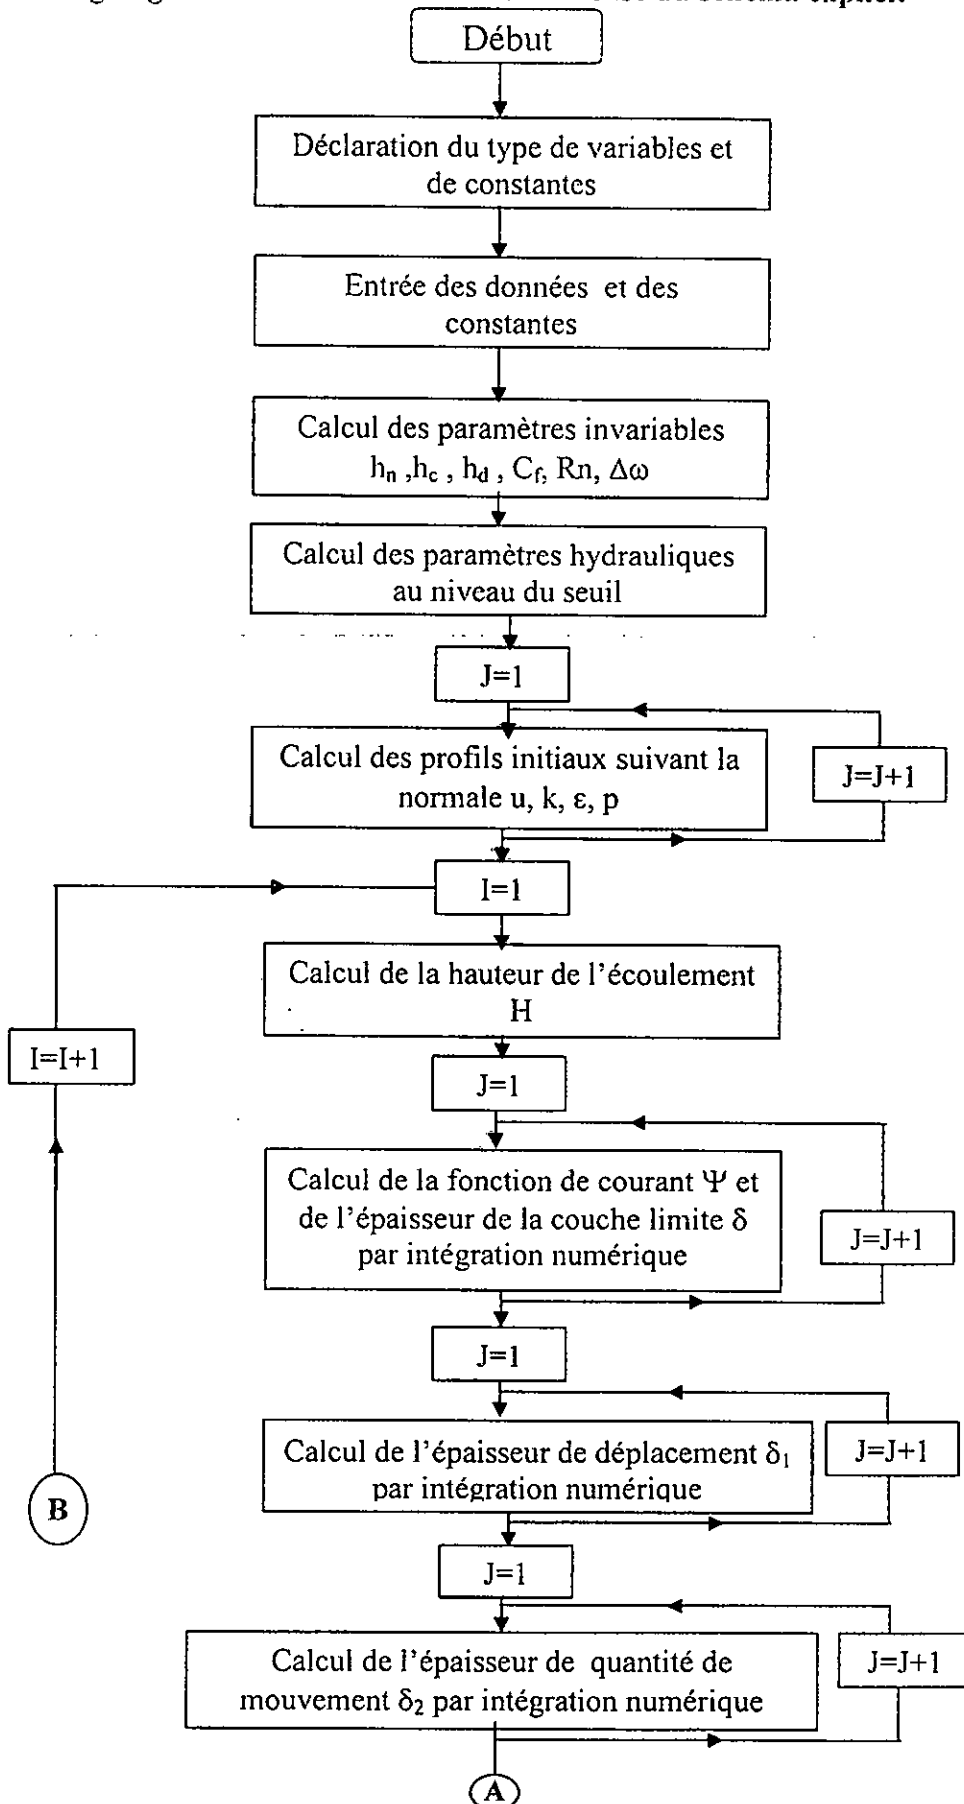 Début
Déclaration du type de variables et
de constantes
Entrée des données et des
constantes
Calcul des paramètres invariables
hₙ ,h_c , h_d , C_f, Rn, Δω
Calcul des paramètres hydrauliques
au niveau du seuil
J=1
Calcul des profils initiaux suivant la
normale u, k, ε, p
J=J+1
I=1
Calcul de la hauteur de l'écoulement
H
I=I+1
J=1
Calcul de la fonction de courant Ψ et
de l'épaisseur de la couche limite δ
par intégration numérique
J=J+1
J=1
Calcul de l'épaisseur de déplacement δ₁
par intégration numérique
J=J+1
B
J=1
Calcul de l'épaisseur de quantité de
mouvement δ₂ par intégration numérique
J=J+1
A